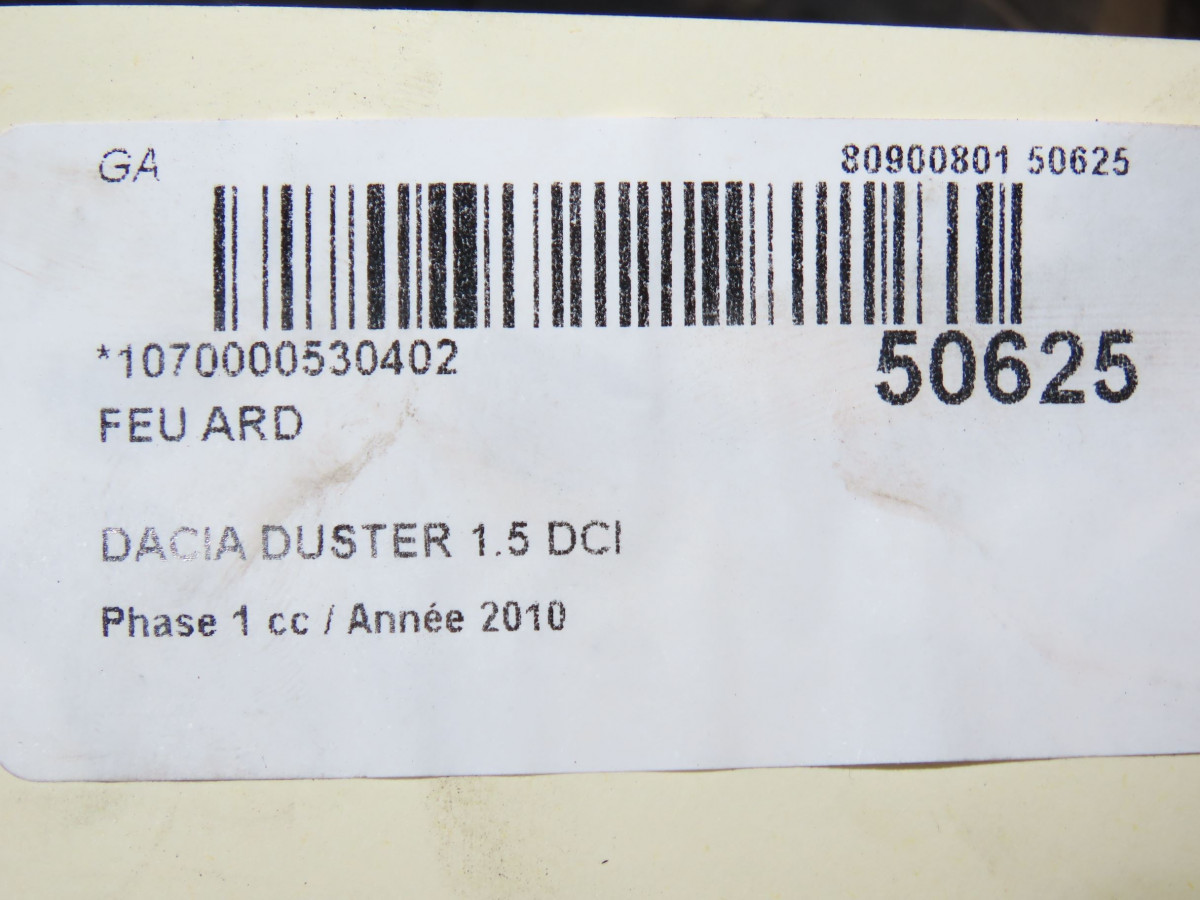 GA
80900801 50625
*1070000530402
50625
FEU ARD
DACIA DUSTER 1.5 DCI
Phase 1 cc / Année 2010